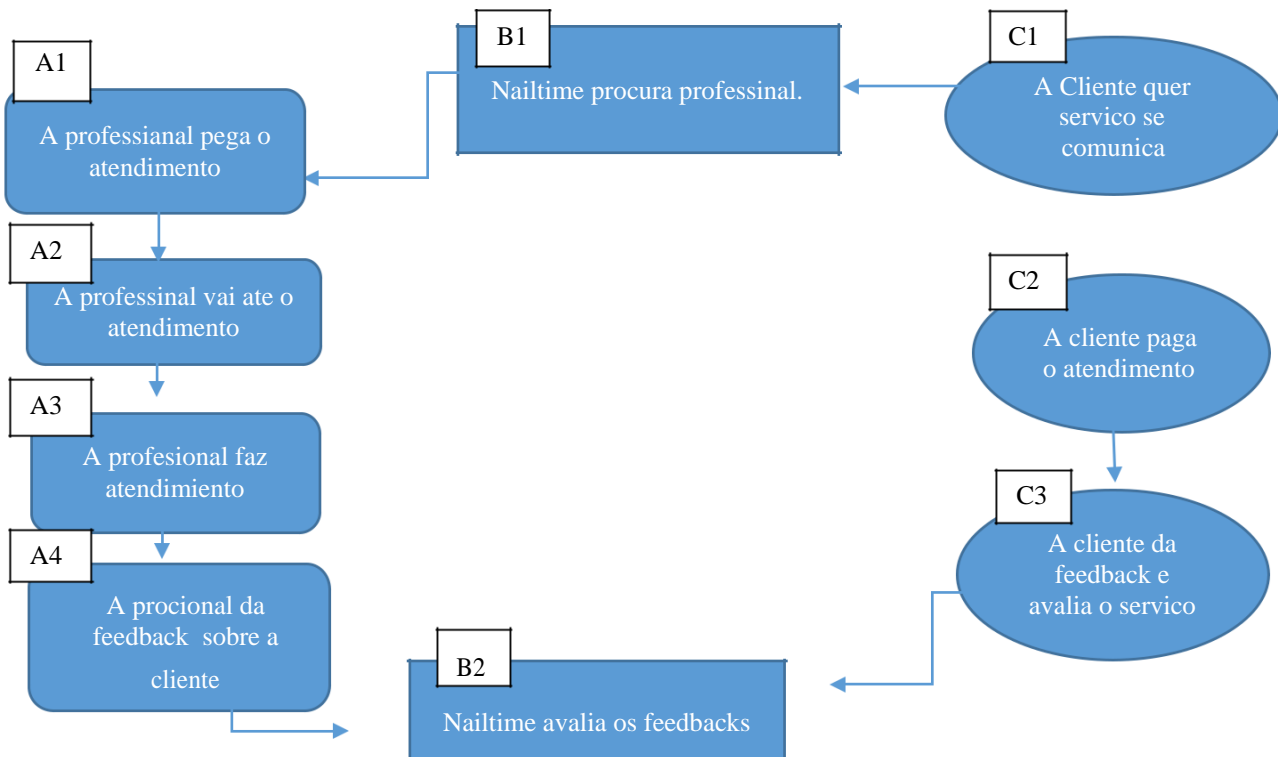 A1
A professianal pega o
atendimento
A2
A professinal vai ate o
atendimento
A3
A profesional faz
atendimiento
A4
A procional da
feedback sobre a
cliente
B1
Nailtime procura professinal.
B2
Nailtime avalia os feedbacks
C1
A Cliente quer
servico se
comunica
C2
A cliente paga
o atendimento
C3
A cliente da
feedback e
avalia o servico